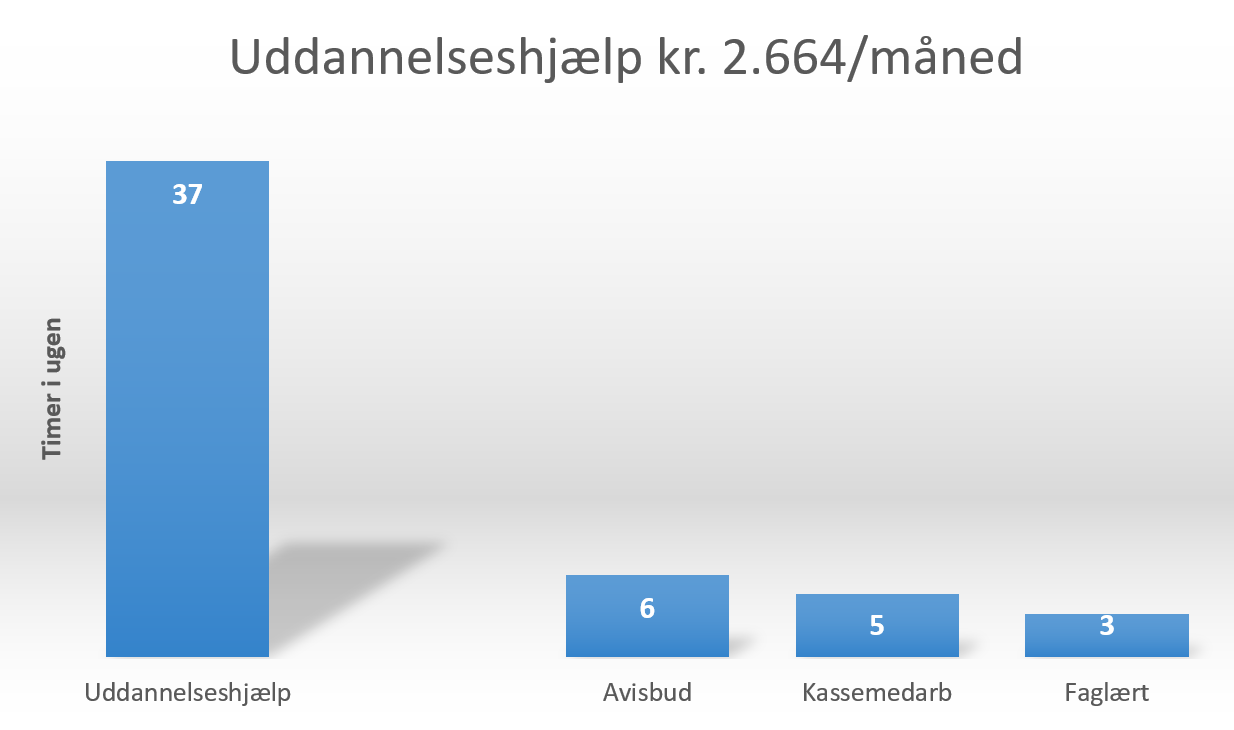 Uddannelseshjælp kr. 2.664/måned
Timer i ugen
37
6
5
3
Uddannelseshjælp
Avisbud
Kassemedarb
Faglært